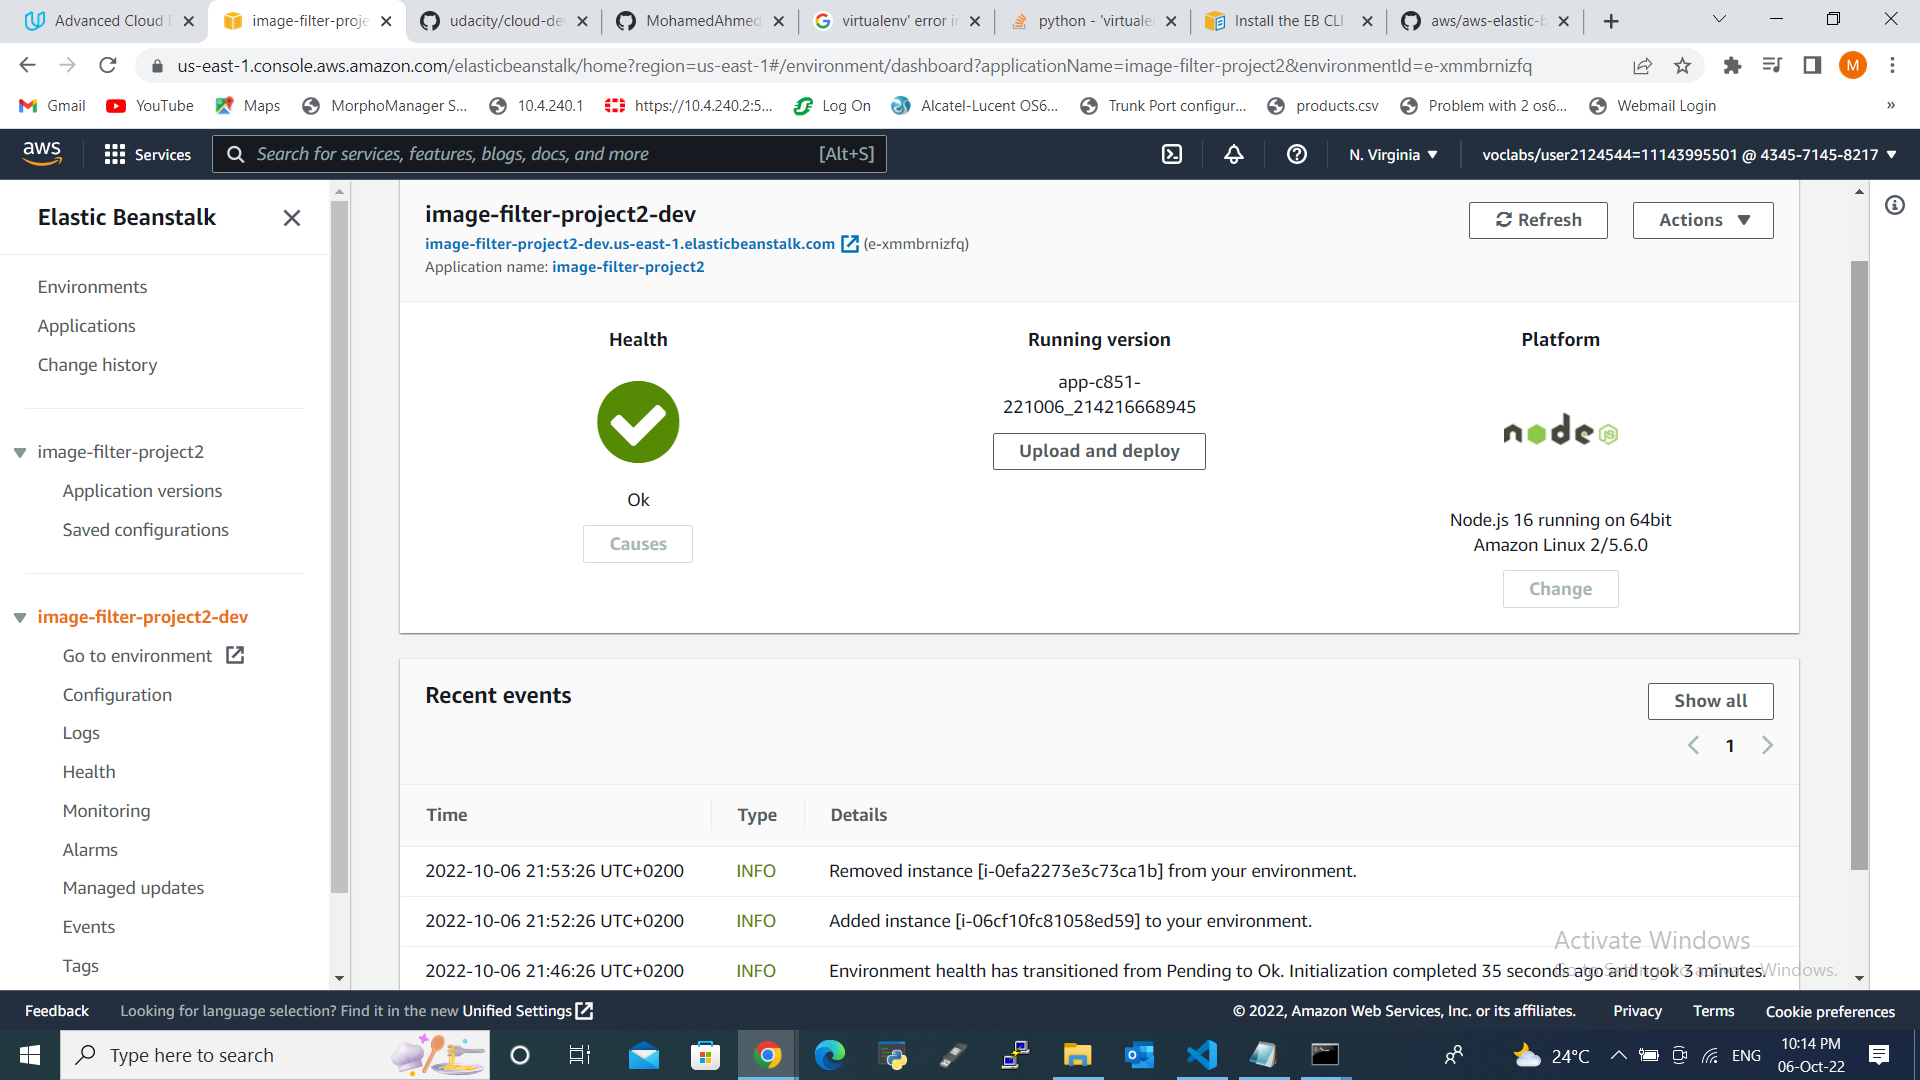 Advanced Cloud D
image-filter-proje
udacity/cloud-dev
MohamedAhmed
virtualenv' error in
python - 'virtualen
Install the EB CLI -
aws/aws-elastic-b
us-east-1.console.aws.amazon.com/elasticbeanstalk/home?region=us-east-1#/environment/dashboard?applicationName=image-filter-project2&environmentId=e-xmmbrnizfq
M
Gmail
YouTube
Maps
MorphoManager S...
10.4.240.1
https://10.4.240.2:5...
Log On
Alcatel-Lucent OS6...
Trunk Port configur...
products.csv
Problem with 2 os6...
Webmail Login
»
aws
Services
Search for services, features, blogs, docs, and more
[Alt+S]
N. Virginia
voclabs/user2124544=11143995501 @ 4345-7145-8217
Elastic Beanstalk
Environments
Applications
Change history
image-filter-project2
Application versions
Saved configurations
image-filter-project2-dev
Go to environment
Configuration
Logs
Health
Monitoring
Alarms
Managed updates
Events
Tags
image-filter-project2-dev
image-filter-project2-dev.us-east-1.elasticbeanstalk.com (e-xmmbrnizfq)
Application name: image-filter-project2
Refresh
Actions
Health
Ok
Causes
Running version
app-c851-
221006_214216668945
Upload and deploy
Platform
node JS
Node.js 16 running on 64bit
Amazon Linux 2/5.6.0
Change
Recent events
Show all
1
Time Type Details
2022-10-06 21:53:26 UTC+0200 INFO Removed instance [i-0efa2273e3c73ca1b] from your environment.
2022-10-06 21:52:26 UTC+0200 INFO Added instance [i-06cf10fc81058ed59] to your environment.
2022-10-06 21:46:26 UTC+0200 INFO Environment health has transitioned from Pending to Ok. Initialization completed 35 seconds ago and took 3 minutes.
Activate Windows
Go to Settings to activate Windows.
Feedback
Looking for language selection? Find it in the new Unified Settings
© 2022, Amazon Web Services, Inc. or its affiliates.
Privacy
Terms
Cookie preferences
Type here to search
24°C
ENG
10:14 PM
06-Oct-22